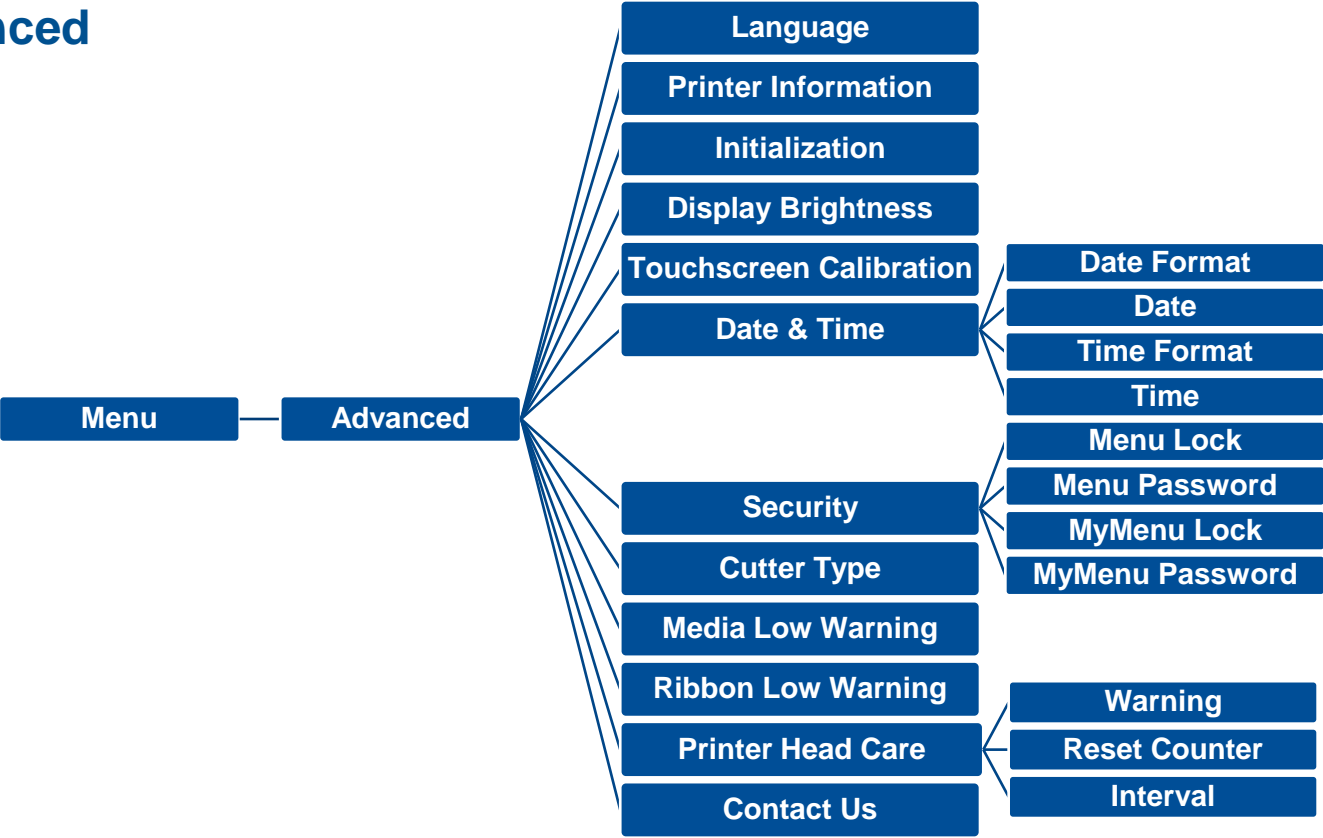 nced
Language
Printer Information
Initialization
Display Brightness
Touchscreen Calibration
Date & Time
Date Format
Date
Time Format
Time
Menu
Advanced
Security
Menu Lock
Menu Password
MyMenu Lock
MyMenu Password
Cutter Type
Media Low Warning
Ribbon Low Warning
Printer Head Care
Warning
Reset Counter
Interval
Contact Us